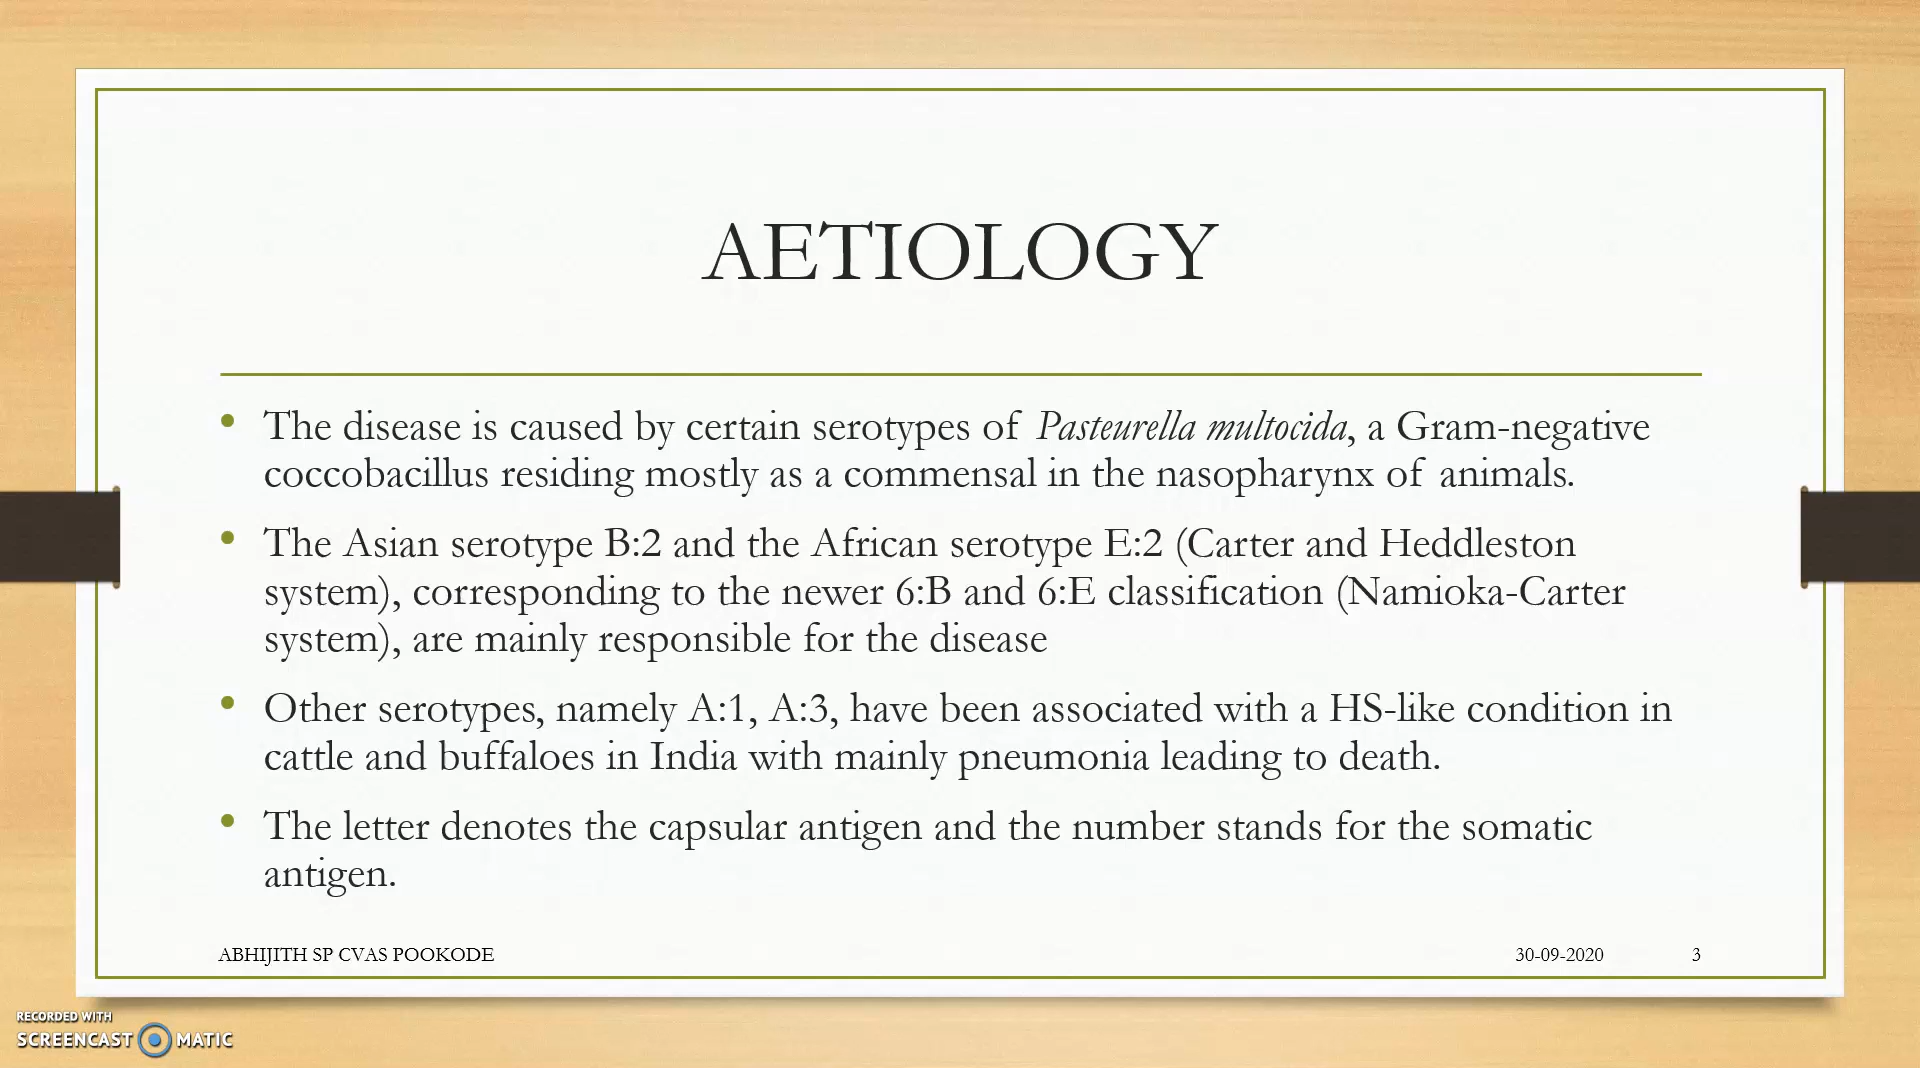 AETIOLOGY
• The disease is caused by certain serotypes of Pasteurella multocida, a Gram-negative
coccobacillus residing mostly as a commensal in the nasopharynx of animals.
• The Asian serotype B:2 and the African serotype E:2 (Carter and Heddleston
system), corresponding to the newer 6:B and 6:E classification (Namioka-Carter
system), are mainly responsible for the disease
• Other serotypes, namely A:1, A:3, have been associated with a HS-like condition in
cattle and buffaloes in India with mainly pneumonia leading to death.
• The letter denotes the capsular antigen and the number stands for the somatic
antigen.
ABHIJITH SP CVAS POOKODE 30-09-2020 3
RECORDED WITH
SCREENCAST MATIC